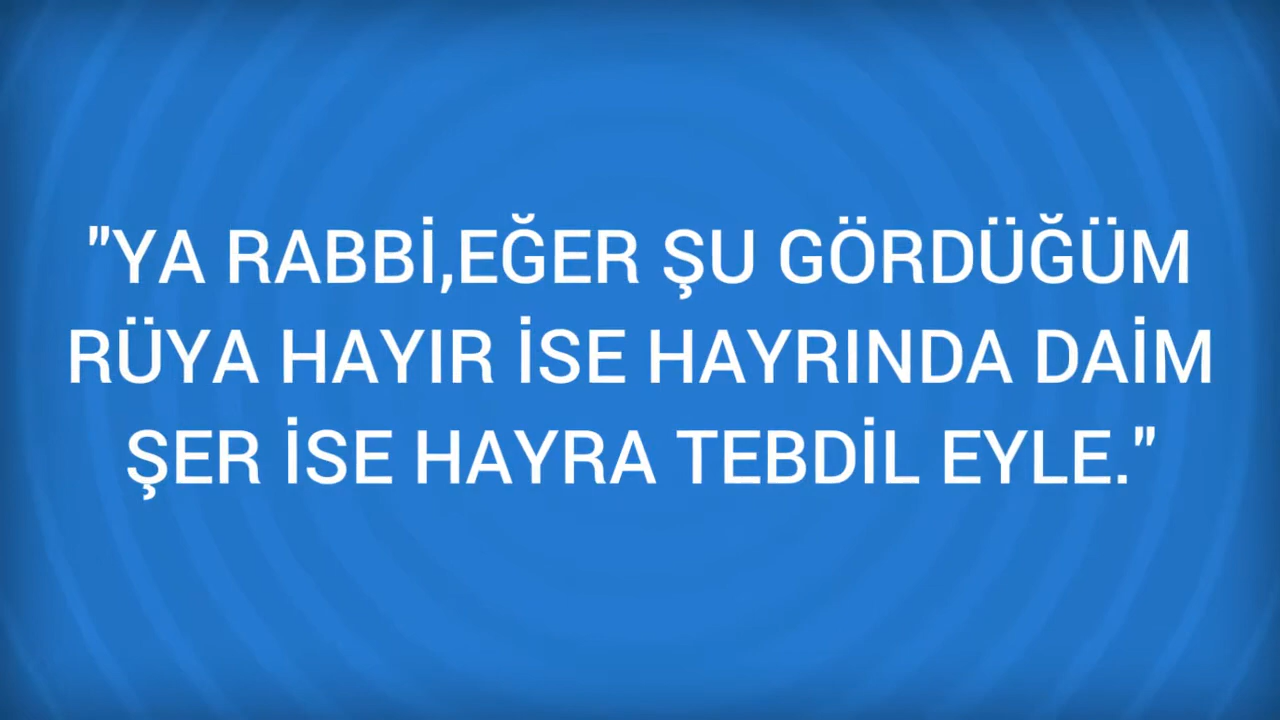 "YA RABBİ,EĞER ŞU GÖRDÜĞÜM
RÜYA HAYIR İSE HAYRINDA DAİM
ŞER İSE HAYRA TEBDİL EYLE."